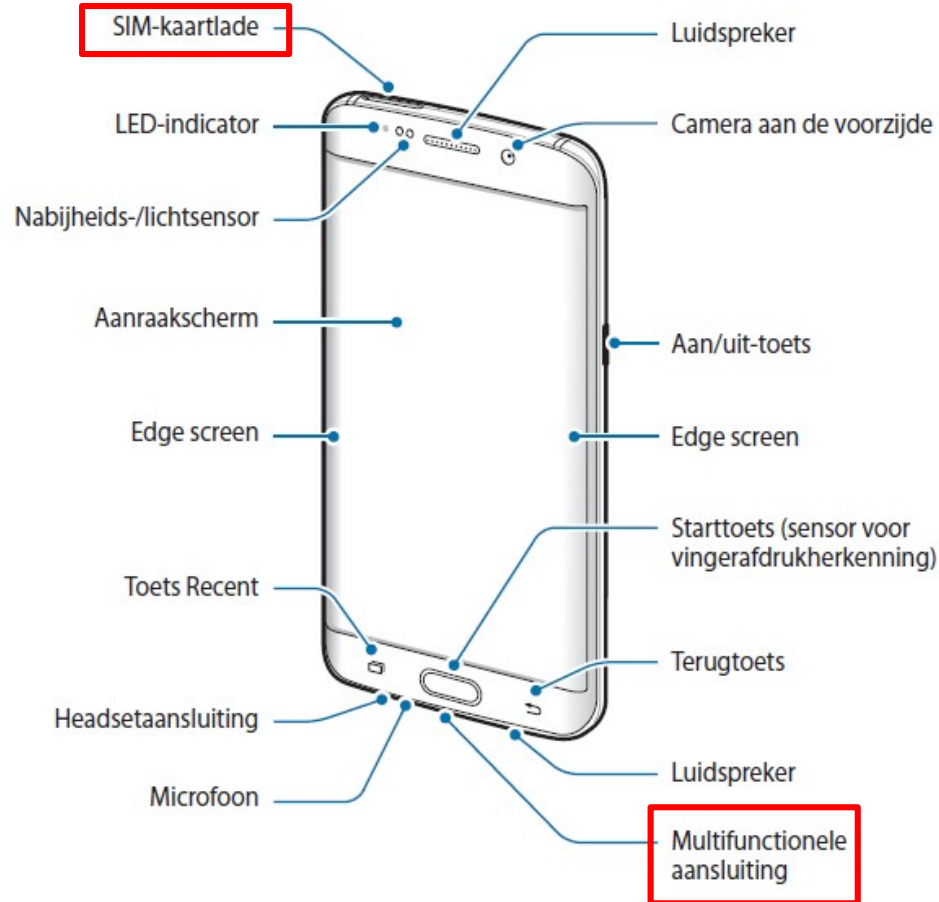 SIM-kaartlade
LED-indicator
Nabijheids-/lichtsensor
Aanraakscherm
Edge screen
Toets Recent
Headsetaansluiting
Microfoon
Luidspreker
Camera aan de voorzijde
Aan/uit-toets
Edge screen
Starttoets (sensor voor
vingerafdrukherkenning)
Terugtoets
Luidspreker
Multifunctionele
aansluiting